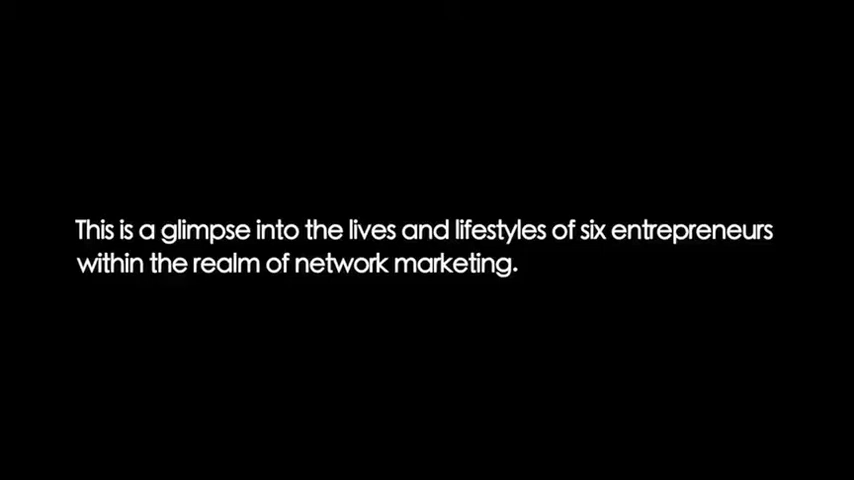 This is a glimpse into the lives and lifestyles of six entrepreneurs
within the realm of network marketing.